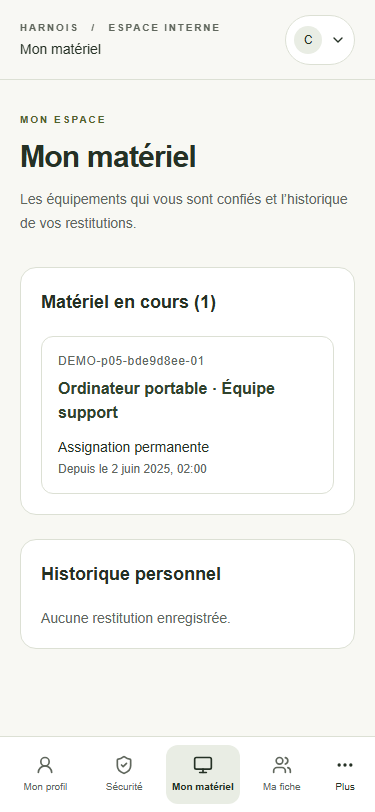 HARNOIS / ESPACE INTERNE
Mon matériel
C
MON ESPACE
Mon matériel
Les équipements qui vous sont confiés et l'historique
de vos restitutions.
Matériel en cours (1)
DEMO-p05-bde9d8ee-01
Ordinateur portable · Équipe
support
Assignation permanente
Depuis le 2 juin 2025, 02:00
Historique personnel
Aucune restitution enregistrée.
Mon profil
Sécurité
Mon matériel
Ma fiche
Plus